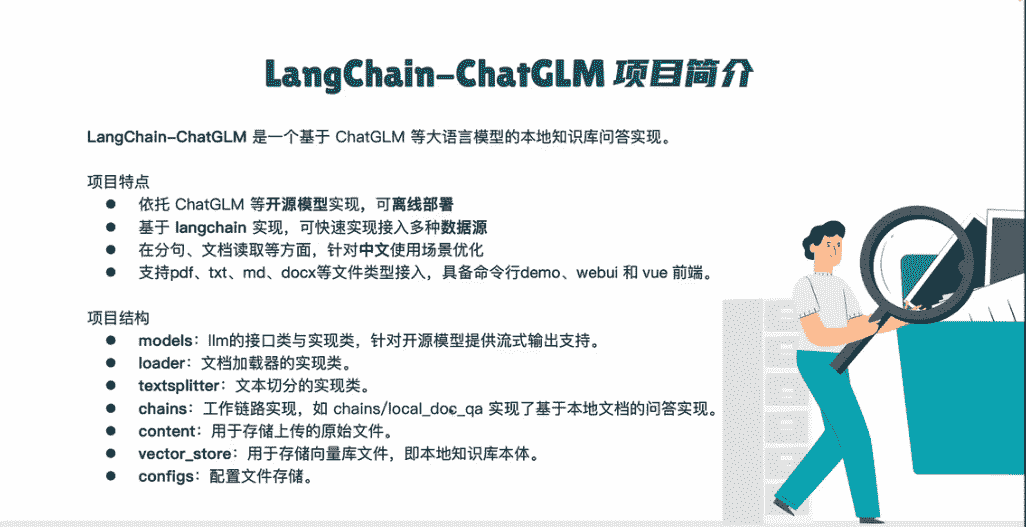 LangChain-ChatGLM 项目简介
LangChain-ChatGLM 是一个基于 ChatGLM 等大语言模型的本地知识库问答实现。
项目特点
● 依托 ChatGLM 等开源模型实现，可离线部署
● 基于 langchain 实现，可快速实现接入多种数据源
● 在分句、文档读取等方面，针对中文使用场景优化
● 支持pdf、txt、md、docx等文件类型接入，具备命令行demo、webui 和 vue 前端。
项目结构
● models：llm的接口类与实现类，针对开源模型提供流式输出支持。
● loader：文档加载器的实现类。
● textsplitter：文本切分的实现类。
● chains：工作链路实现，如 chains/local_doc_qa 实现了基于本地文档的问答实现。
● content：用于存储上传的原始文件。
● vector_store：用于存储向量库文件，即本地知识库本体。
● configs：配置文件存储。